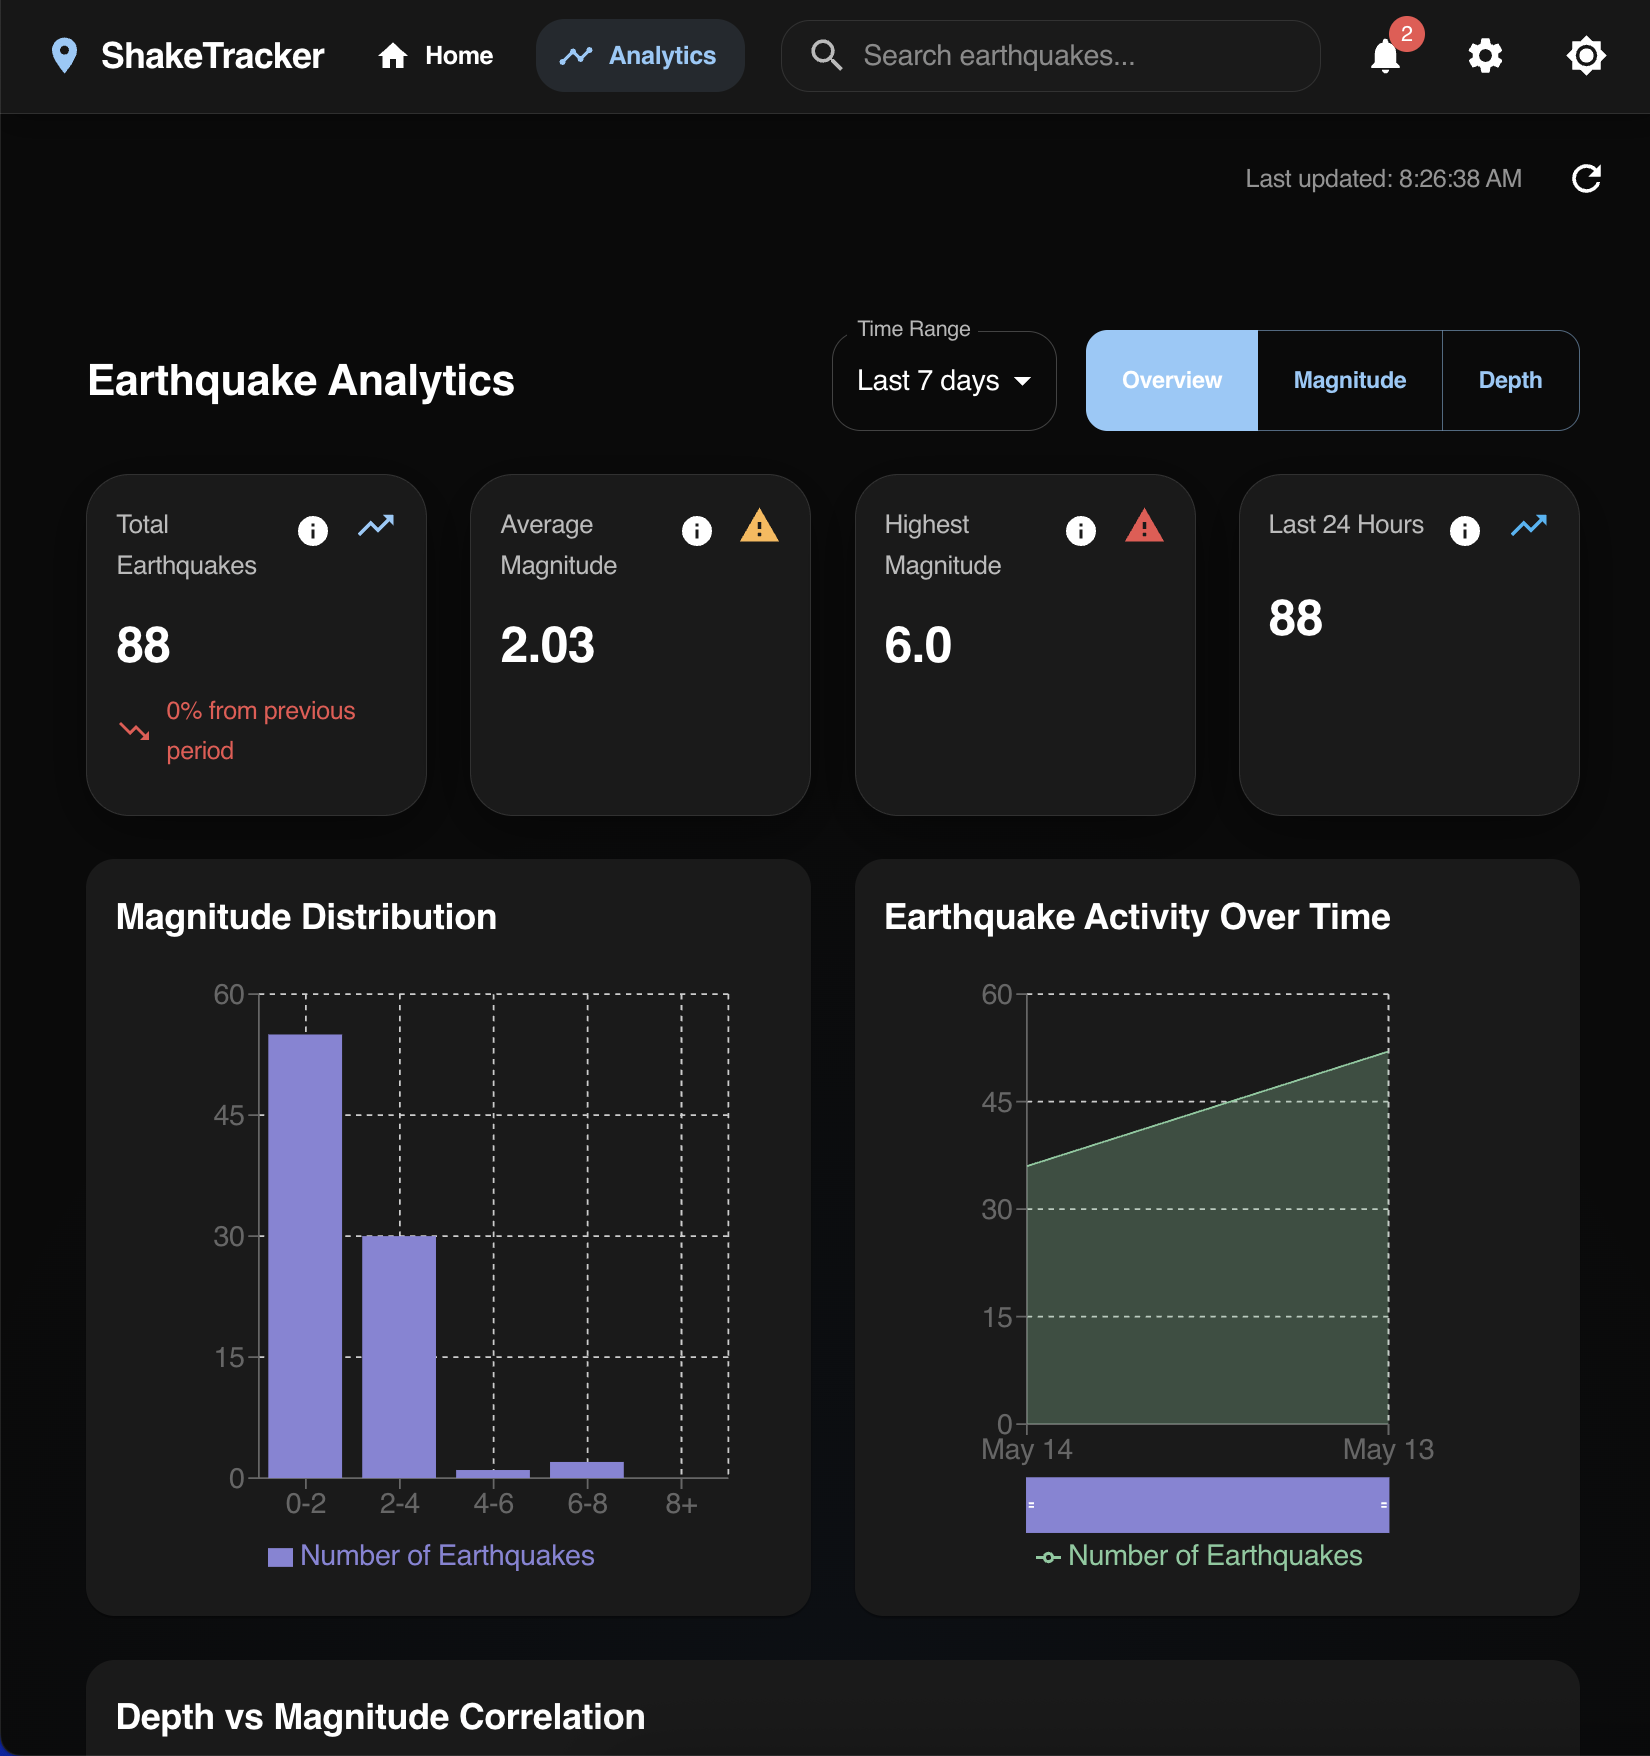 ShakeTracker
Home
Analytics
Search earthquakes...
2
Last updated: 8:26:38 AM
Earthquake Analytics
Time Range
Last 7 days
Overview
Magnitude
Depth
Total
Earthquakes
88
0% from previous
period
Average
Magnitude
2.03
Highest
Magnitude
6.0
Last 24 Hours
88
Magnitude Distribution
60
45
30
15
0
0-2 2-4 4-6 6-8 8+
Number of Earthquakes
Earthquake Activity Over Time
60
45
30
15
0
May 14 May 13
Number of Earthquakes
Depth vs Magnitude Correlation